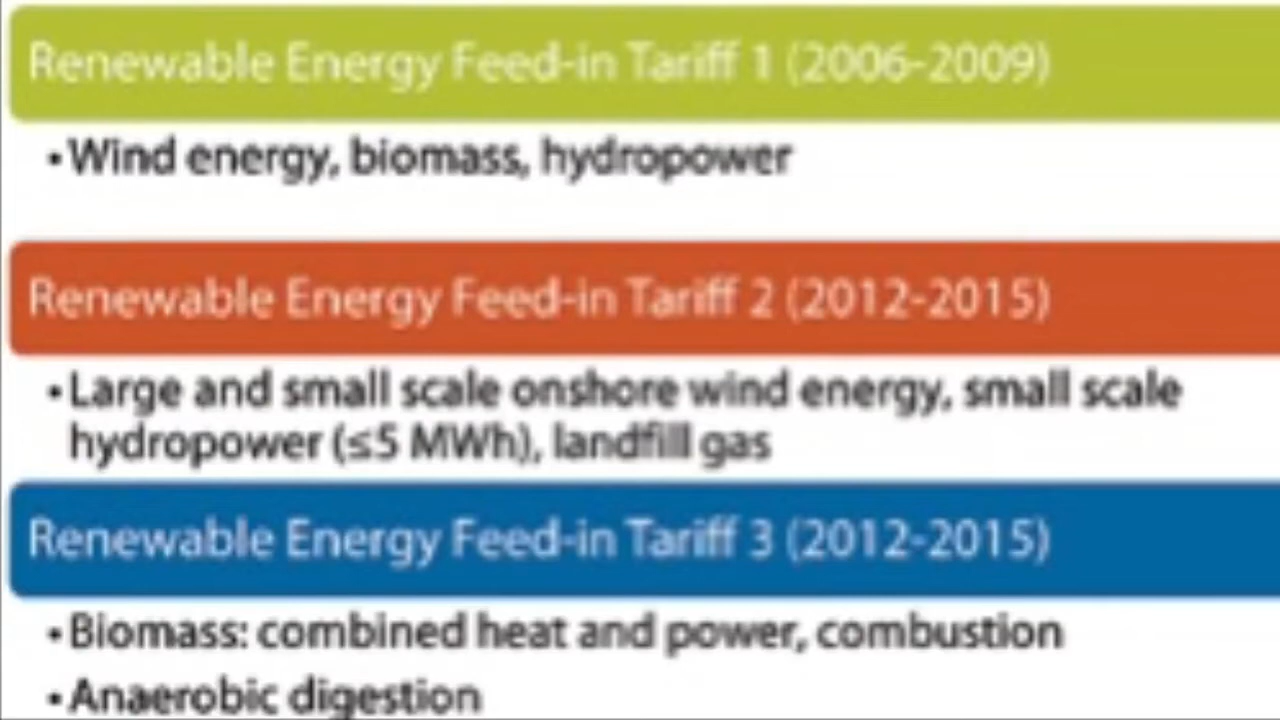 Renewable Energy Feed-in Tariff 1 (2006-2009)
• Wind energy, biomass, hydropower
Renewable Energy Feed-in Tariff 2 (2012-2015)
• Large and small scale onshore wind energy, small scale
hydropower (≤5 MWh), landfill gas
Renewable Energy Feed-in Tariff 3 (2012-2015)
• Biomass: combined heat and power, combustion
• Anaerobic digestion